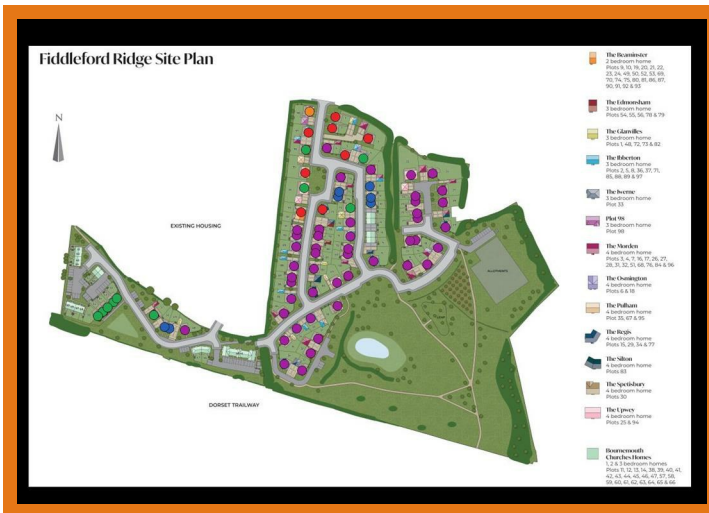 Fiddleford Ridge Site Plan
N
EXISTING HOUSING
ALLOTMENTS
DORSET TRAILWAY
The Beaminster
2 bedroom home
Plots 9, 10, 19, 20, 21, 22,
23, 24, 49, 50, 52, 53, 69,
70, 74, 75, 80, 81, 86, 87,
90, 91, 92 & 93
The Edmonsham
3 bedroom home
Plots 54, 55, 56, 78 & 79
The Glanvilles
3 bedroom home
Plots 1, 48, 72, 73 & 82
The Ibberton
3 bedroom home
Plots 2, 5, 8, 36, 37, 71,
85, 88, 89 & 97
The Iwerne
3 bedroom home
Plot 33
Plot 98
3 bedroom home
Plot 98
The Morden
4 bedroom home
Plots 3, 4, 7, 16, 17, 26, 27,
28, 31, 32, 51, 68, 76, 84 & 96
The Osmington
4 bedroom home
Plots 6 & 18
The Pulham
4 bedroom home
Plot 35, 67 & 95
The Regis
4 bedroom home
Plots 15, 29, 34 & 77
The Silton
4 bedroom home
Plots 83
The Spetisbury
4 bedroom home
Plots 30
The Upwey
4 bedroom home
Plots 25 & 94
Bournemouth
Churches Homes
1, 2 & 3 bedroom homes
Plots 11, 12, 13, 14, 38, 39, 40, 41,
42, 43, 44, 45, 46, 47, 57, 58,
59, 60, 61, 62, 63, 64, 65 & 66